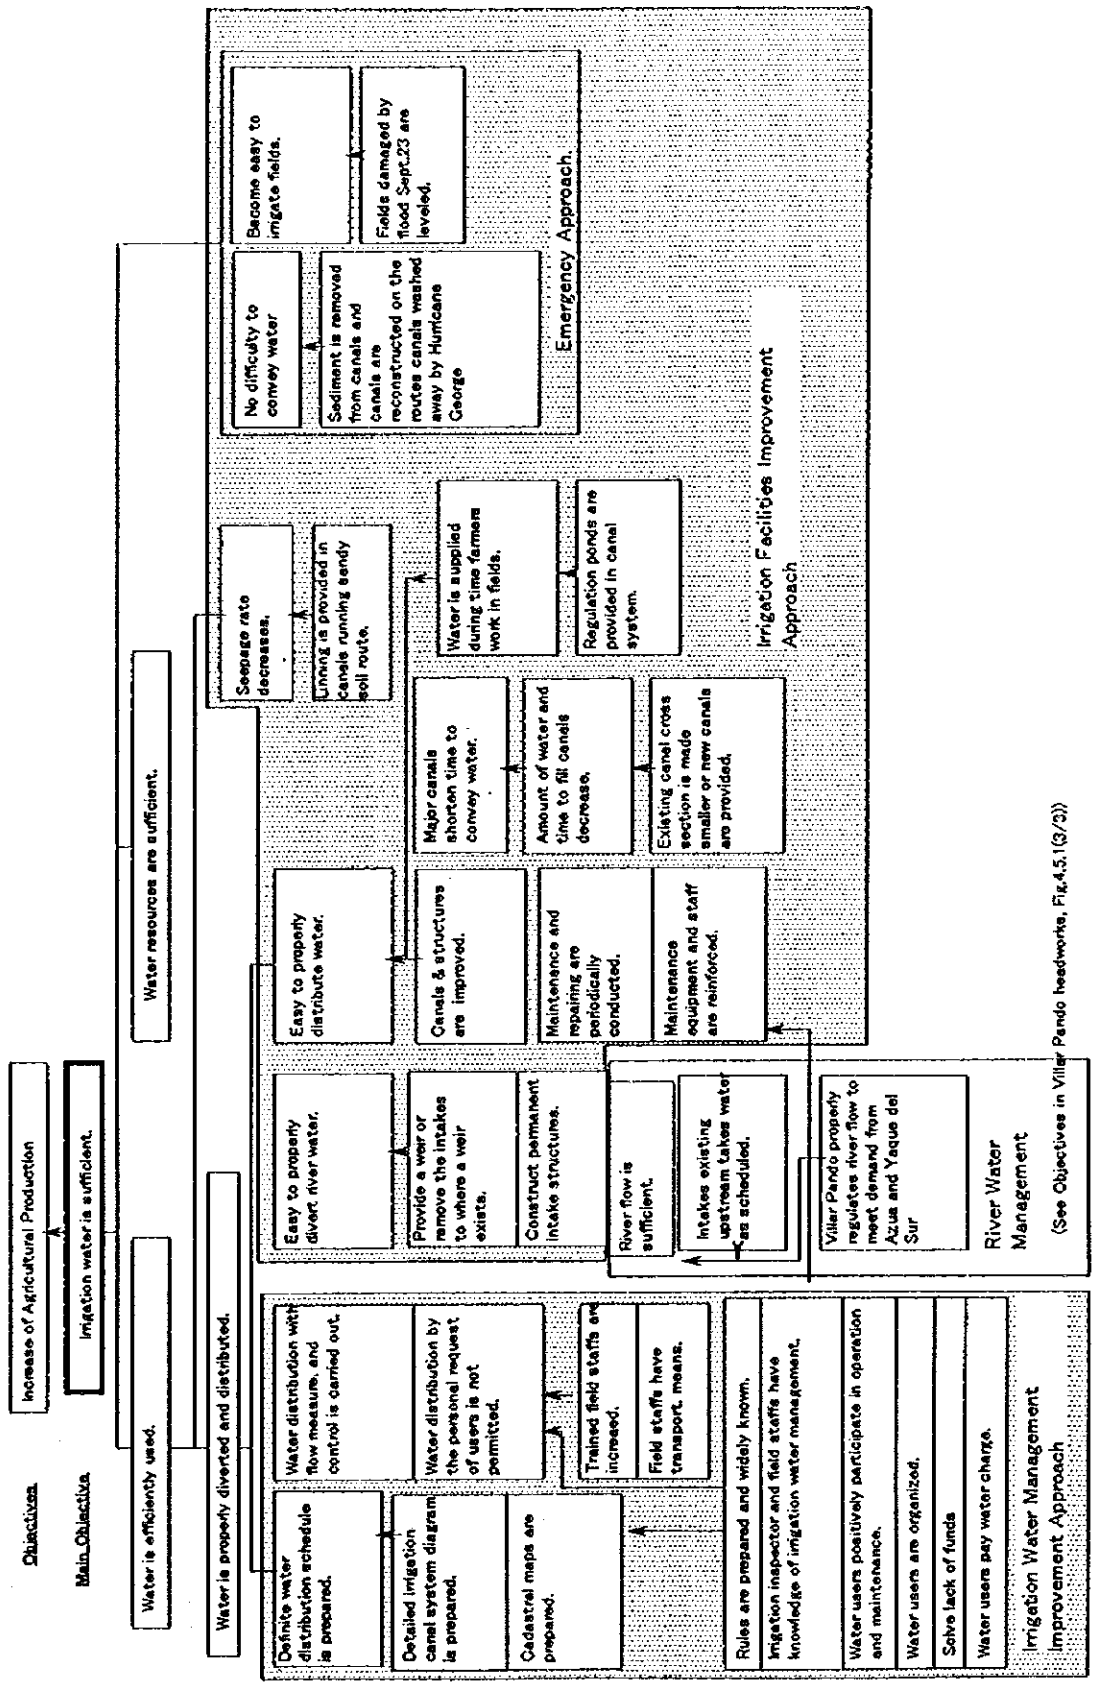 Objectives
Increase of Agricultural Production
Main Objective
Irrigation water is sufficient.
Water is efficiently used.
Water resources are sufficient.
Water is properly diverted and distributed.
Definite water
distribution schedule
is prepared.
Detailed irrigation
canal system diagram
is prepared.
Cadastral maps are
prepared.
Water distribution with
flow measure, and
control is carried out.
Water distribution by
the personal request
of users is not
permitted.
Trained field staffs are
increased.
Field staffs have
transport means.
Rules are prepared and widely known.
Irrigation inspector and field staffs have
knowledge of irrigation water management.
Water users positively participate in operation
and maintenance.
Water users are organized.
Solve lack of funds
Water users pay water charge.
Irrigation Water Management
Improvement Approach
Easy to properly
divert river water.
Provide a weir or
remove the intakes
to where a weir
exists.
Construct permanent
intake structures.
River flow is
sufficient.
Intakes existing
upstream takes water
as scheduled.
Villar Pando properly
regulates river flow to
meet demand from
Azua and Yaque del
Sur
River Water
Management
(See Objectives in Villar Pando headworks, Fig.4.5.1(3/3))
Easy to properly
distribute water.
Canals & structures
are improved.
Maintenance and
repairing are
periodically
conducted.
Maintenance
equipment and staff
are reinforced.
Major canals
shorten time to
convey water.
Amount of water and
time to fill canals
decrease.
Existing canal cross
section is made
smaller or new canals
are provided.
Seepage rate
decreases.
Linning is provided in
canals running sandy
soil route.
Water is supplied
during time farmers
work in fields.
Regulation ponds are
provided in canal
system.
No difficulty to
convey water
Sediment is removed
from canals and
canals are
reconstructed on the
routes canals washed
away by Hurricane
George
Become easy to
irrigate fields.
Fields damaged by
flood Sept.23 are
leveled.
Emergency Approach.
Irrigation Facilities Improvement
Approach